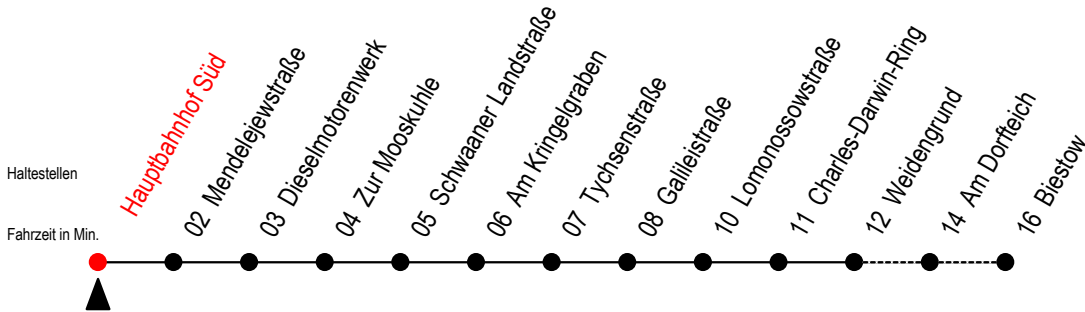 Haltestellen
Fahrzeit in Min.
Hauptbahnhof Süd
02 Mendelejewstraße
03 Dieselmotorenwerk
04 Zur Mooskuhle
05 Schwaaner Landstraße
06 Am Kringelgraben
07 Tychsenstraße
08 Galileistraße
10 Lomonossowstraße
11 Charles-Darwin-Ring
12 Weidengrund
14 Am Dorfteich
16 Biestow